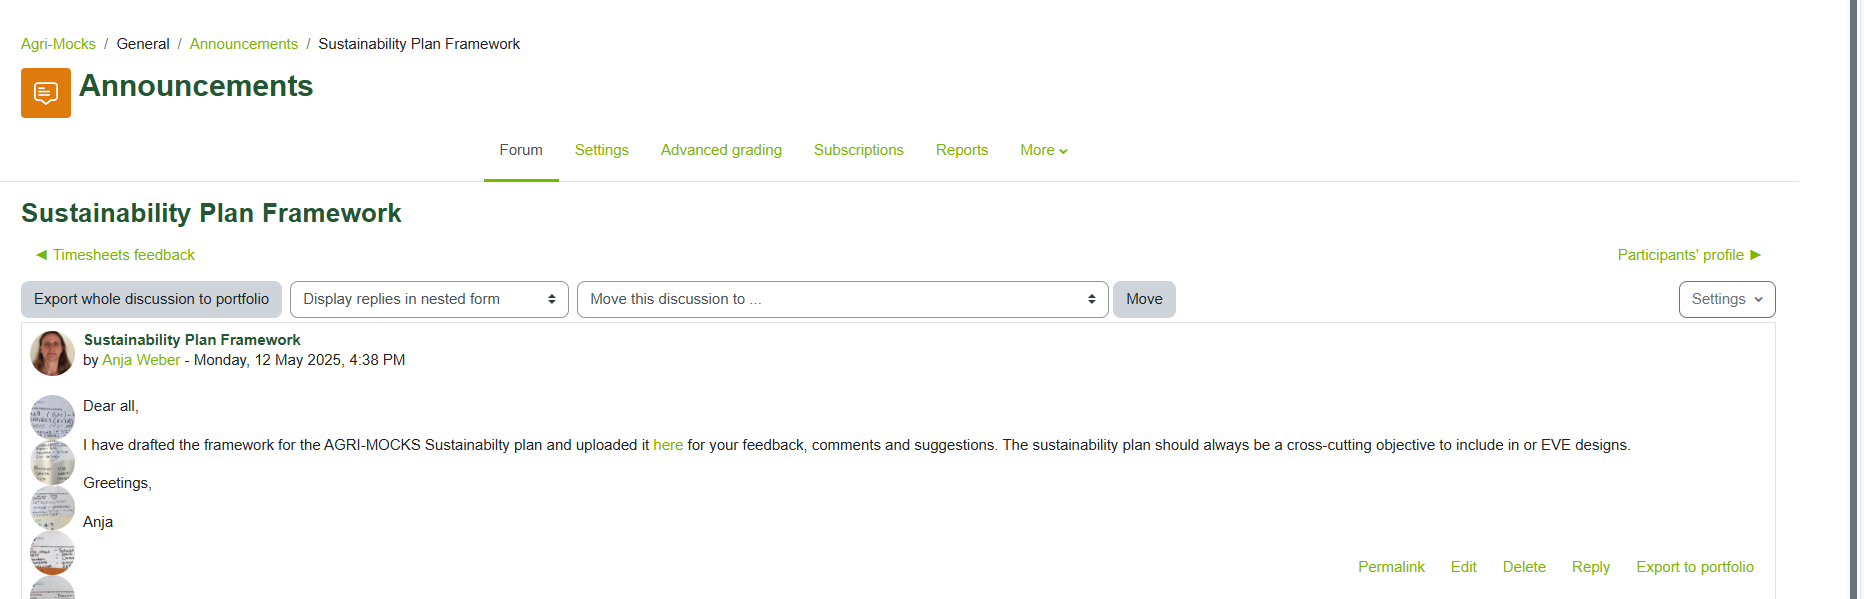 Agri-Mocks / General / Announcements / Sustainability Plan Framework
Announcements
Forum Settings Advanced grading Subscriptions Reports More
Sustainability Plan Framework
◄ Timesheets feedback
Participants' profile ►
Export whole discussion to portfolio
Display replies in nested form
Move this discussion to ...
Move
Settings
Sustainability Plan Framework
by Anja Weber - Monday, 12 May 2025, 4:38 PM
Dear all,
I have drafted the framework for the AGRI-MOCKS Sustainabilty plan and uploaded it here for your feedback, comments and suggestions. The sustainability plan should always be a cross-cutting objective to include in or EVE designs.
Greetings,
Anja
Permalink Edit Delete Reply Export to portfolio